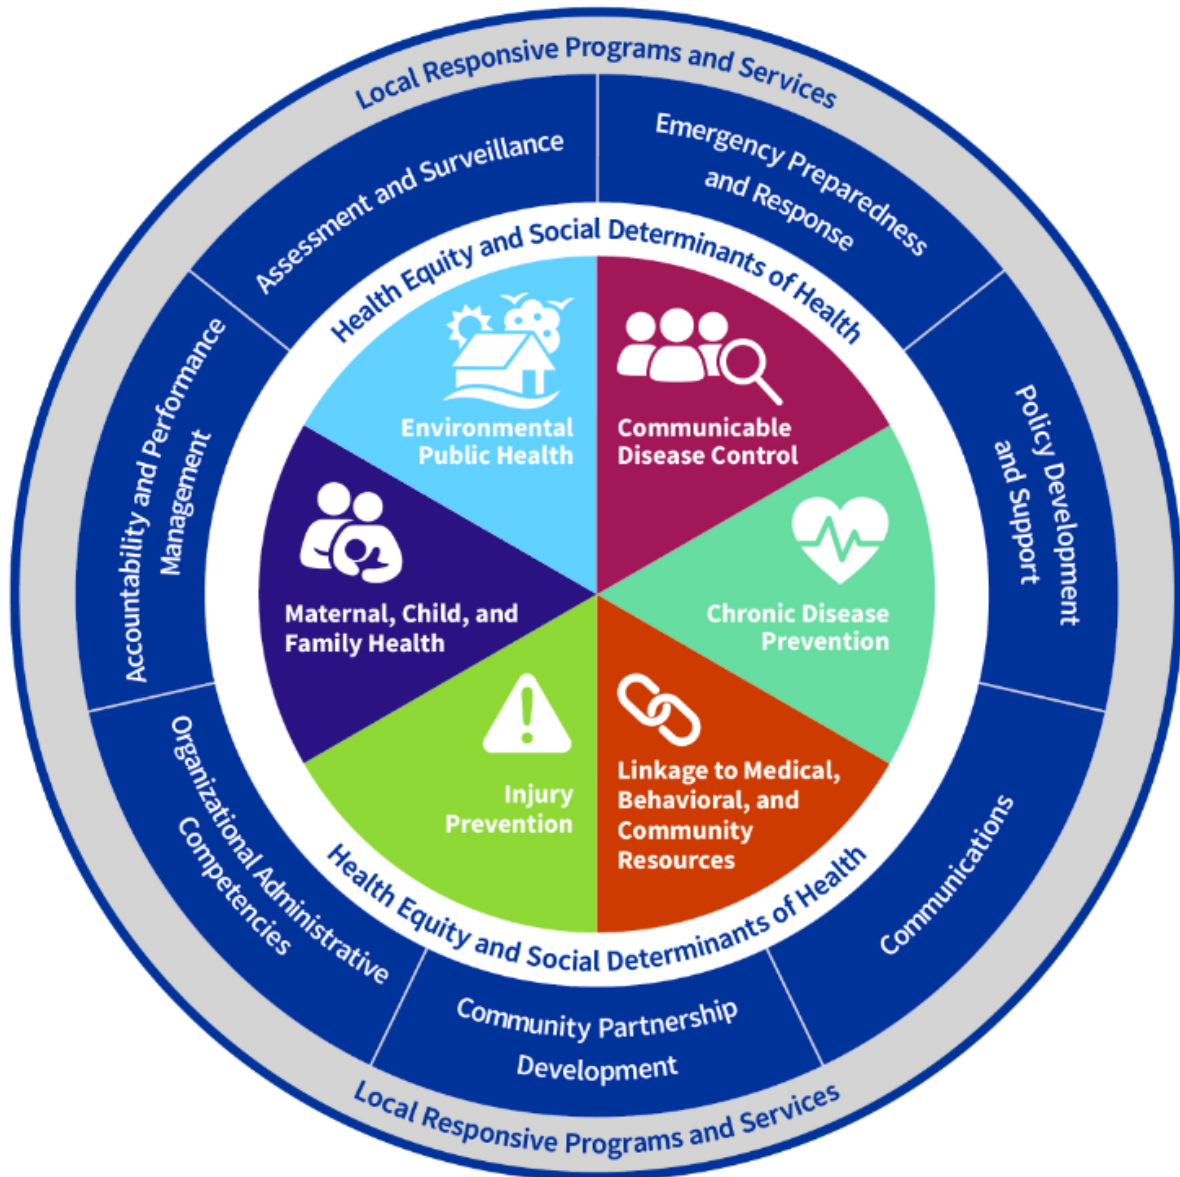 Local Responsive Programs and Services
Assessment and Surveillance
Emergency Preparedness
and Response
Health Equity and Social Determinants of Health
Environmental
Public Health
Communicable
Disease Control
Accountability and Performance
Management
Policy Development
and Support
Maternal, Child, and
Family Health
Chronic Disease
Prevention
Injury
Prevention
Linkage to Medical,
Behavioral, and
Community
Resources
Organizational Administrative
Competencies
Communications
Health Equity and Social Determinants of Health
Community Partnership
Development
Local Responsive Programs and Services